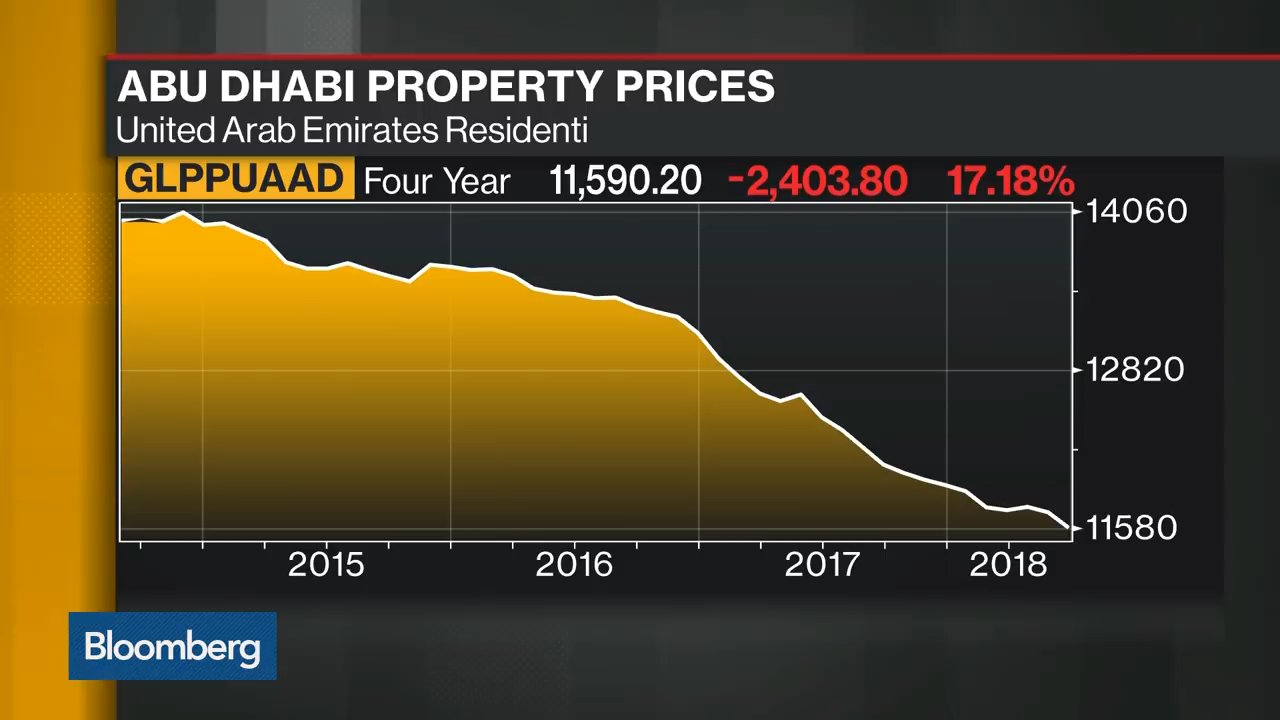 ABU DHABI PROPERTY PRICES
United Arab Emirates Residenti
GLPPUAAD Four Year 11,590.20 -2,403.80 17.18%
14060
12820
11580
2015 2016 2017 2018
Bloomberg